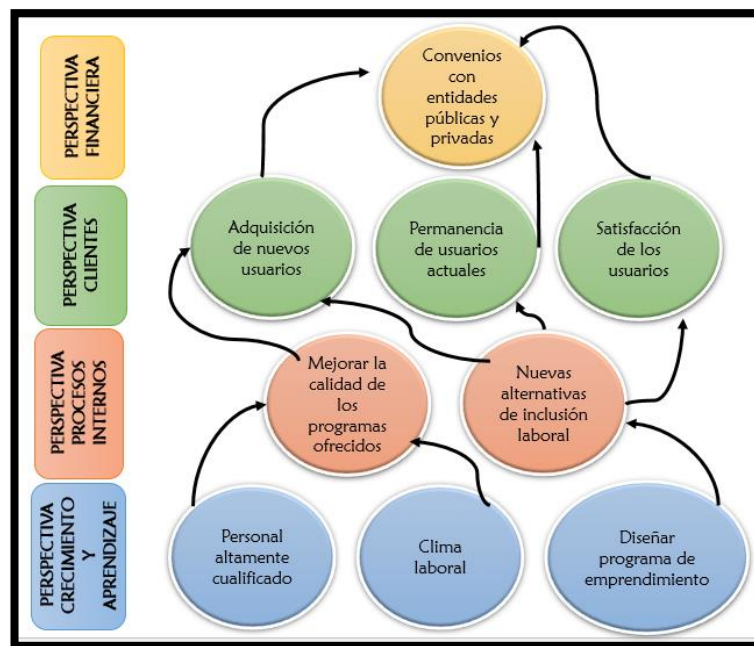 PERSPECTIVA
FINANCIERA
Convenios
con
entidades
públicas y
privadas
PERSPECTIVA
CLIENTES
Adquisición
de nuevos
usuarios
Permanencia
de usuarios
actuales
Satisfacción
de los
usuarios
PERSPECTIVA
PROCESOS
INTERNOS
Mejorar la
calidad de
los
programas
ofrecidos
Nuevas
alternativas
de inclusión
laboral
PERSPECTIVA
CRECIMIENTO
Y
APRENDIZAJE
Personal
altamente
cualificado
Clima
laboral
Diseñar
programa de
emprendimiento